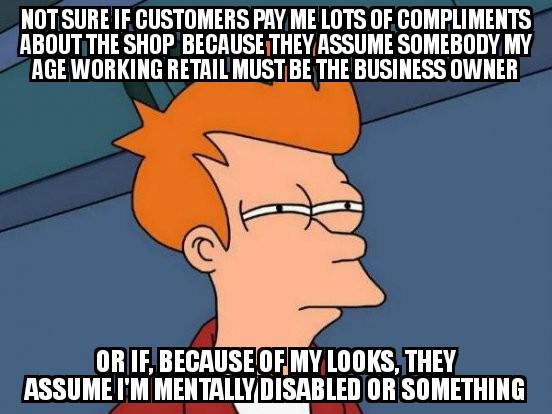 NOT SURE IF CUSTOMERS PAY ME LOTS OF COMPLIMENTS
ABOUT THE SHOP BECAUSE THEY ASSUME SOMEBODY MY
AGE WORKING RETAIL MUST BE THE BUSINESS OWNER
OR IF, BECAUSE OF MY LOOKS, THEY
ASSUME I'M MENTALLY DISABLED OR SOMETHING